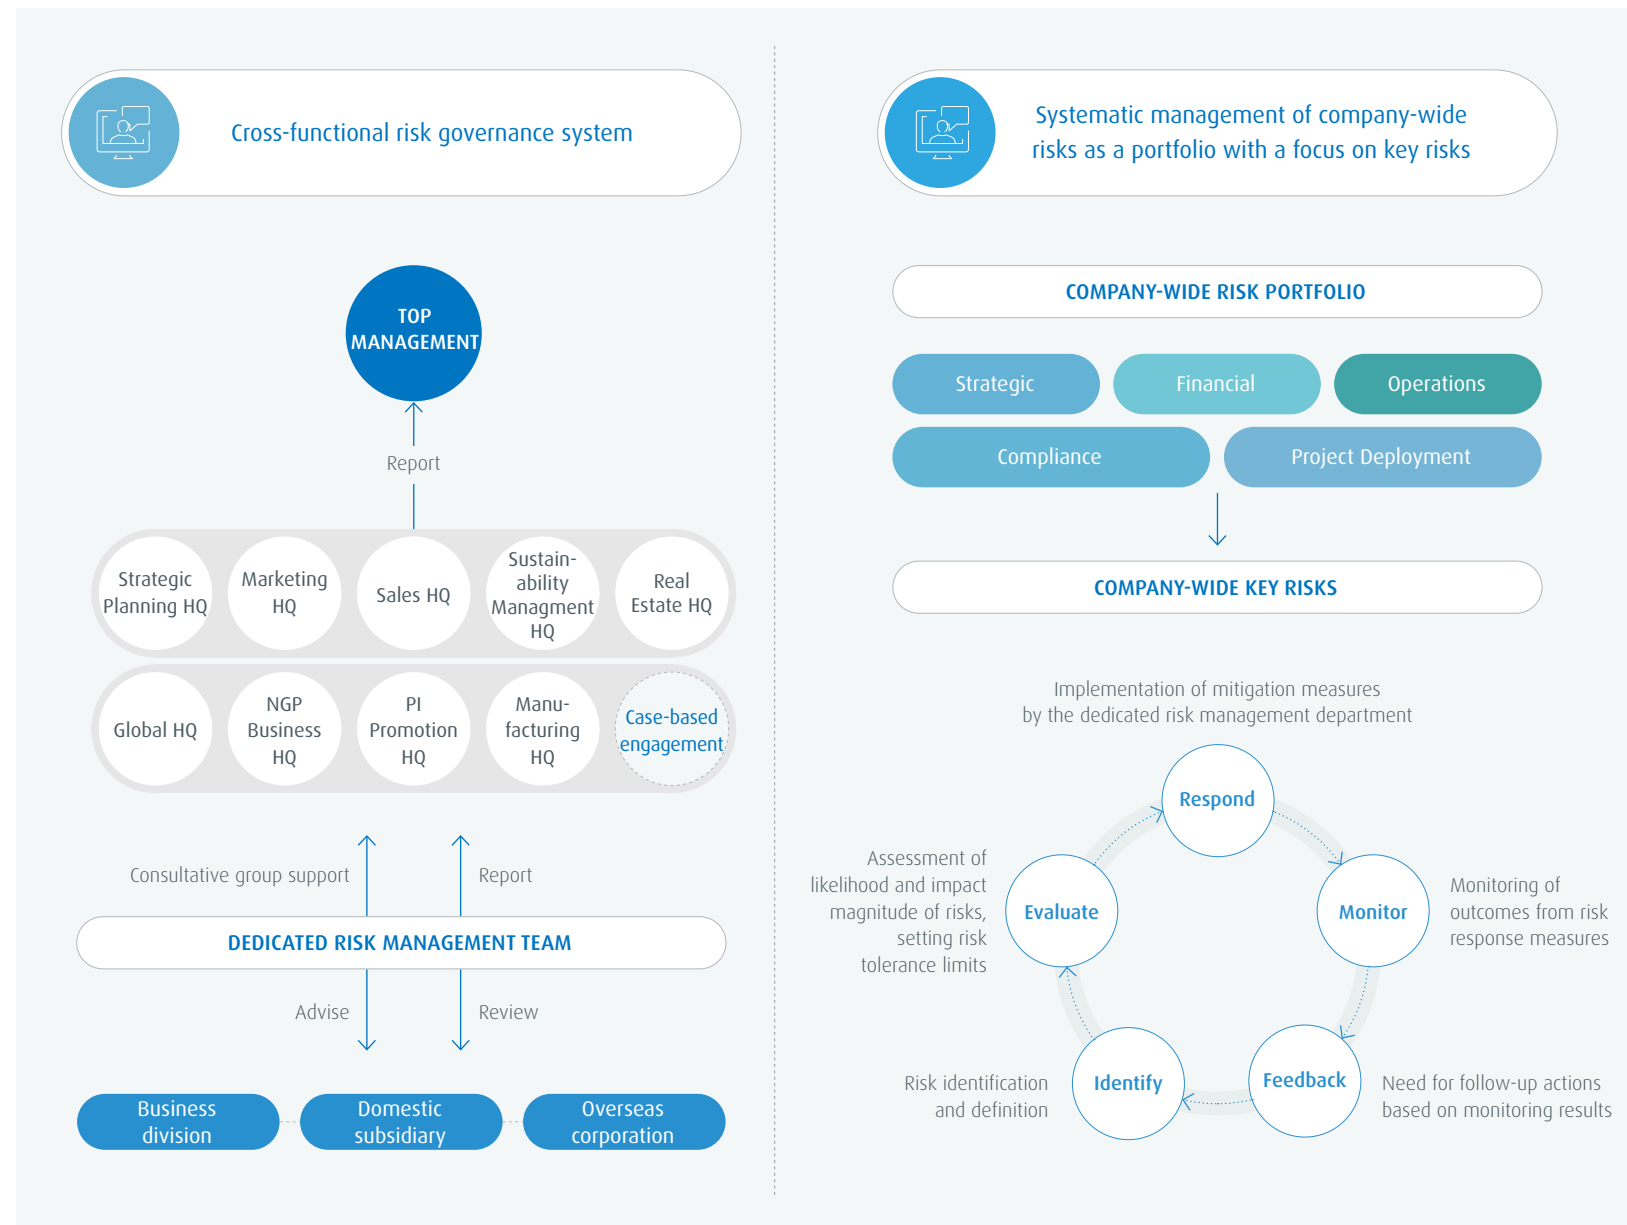 Cross-functional risk governance system
TOP
MANAGEMENT
Report
Strategic
Planning HQ
Marketing
HQ
Sales HQ
Sustain-
ability
Managment
HQ
Real
Estate HQ
Global HQ
NGP
Business
HQ
PI
Promotion
HQ
Manu-
facturing
HQ
Case-based
engagement
Consultative group support
Report
DEDICATED RISK MANAGEMENT TEAM
Advise
Review
Business
division
Domestic
subsidiary
Overseas
corporation
Systematic management of company-wide
risks as a portfolio with a focus on key risks
COMPANY-WIDE RISK PORTFOLIO
Strategic
Financial
Operations
Compliance
Project Deployment
COMPANY-WIDE KEY RISKS
Implementation of mitigation measures
by the dedicated risk management department
Respond
Assessment of
likelihood and impact
magnitude of risks,
setting risk
tolerance limits
Evaluate
Monitor
Monitoring of
outcomes from risk
response measures
Risk identification
and definition
Identify
Feedback
Need for follow-up actions
based on monitoring results